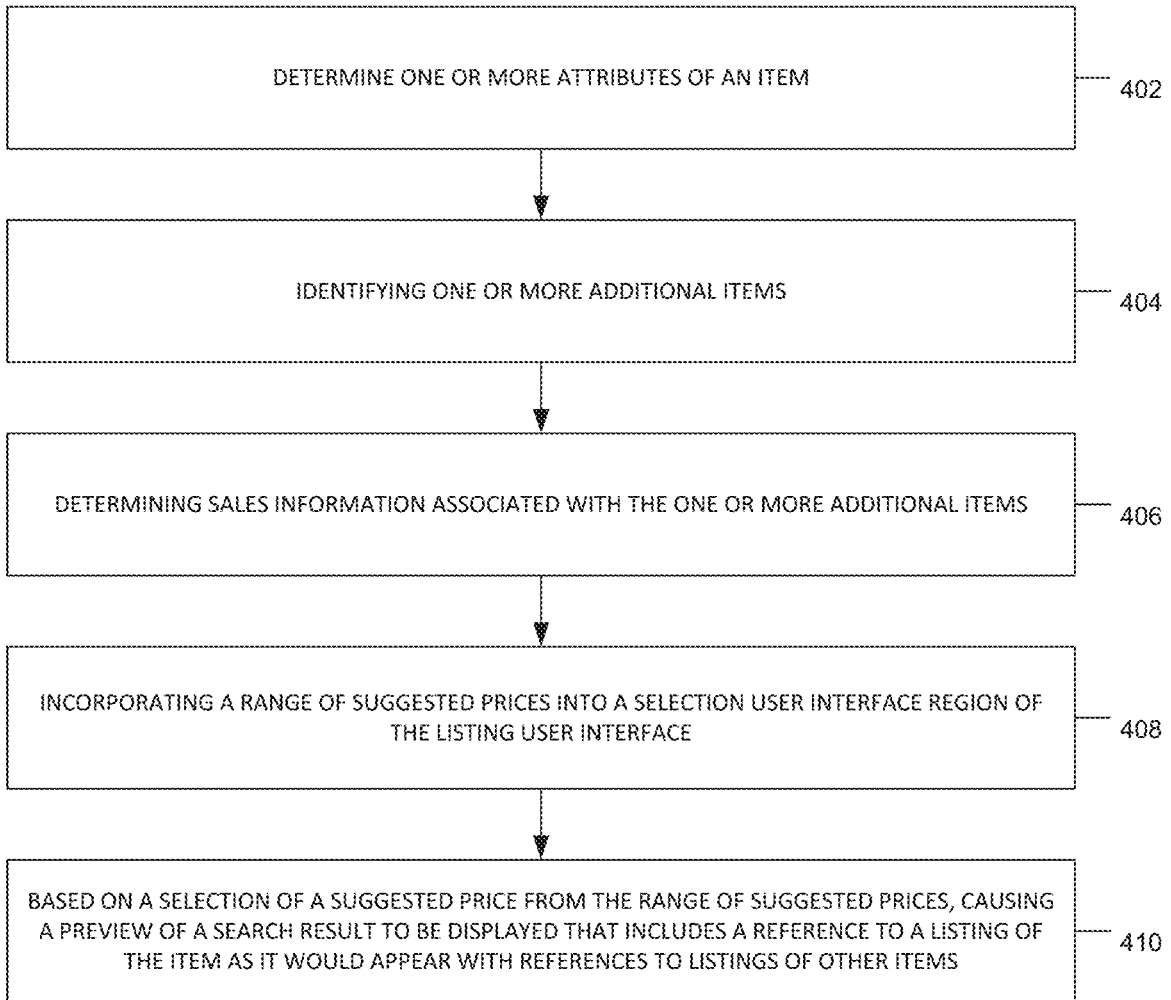 DETERMINE ONE OR MORE ATTRIBUTES OF AN ITEM
402
IDENTIFYING ONE OR MORE ADDITIONAL ITEMS
404
DETERMINING SALES INFORMATION ASSOCIATED WITH THE ONE OR MORE ADDITIONAL ITEMS
406
INCORPORATING A RANGE OF SUGGESTED PRICES INTO A SELECTION USER INTERFACE REGION OF
THE LISTING USER INTERFACE
408
BASED ON A SELECTION OF A SUGGESTED PRICE FROM THE RANGE OF SUGGESTED PRICES, CAUSING
A PREVIEW OF A SEARCH RESULT TO BE DISPLAYED THAT INCLUDES A REFERENCE TO A LISTING OF
THE ITEM AS IT WOULD APPEAR WITH REFERENCES TO LISTINGS OF OTHER ITEMS
410